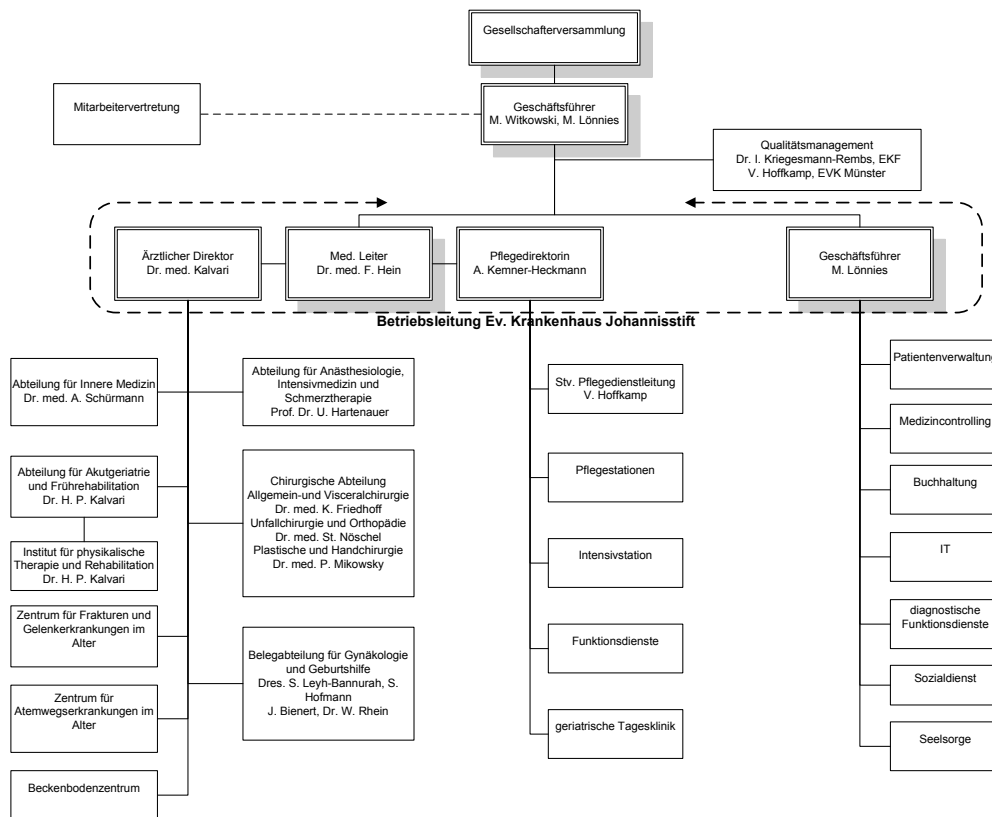 Gesellschafterversammlung
Mitarbeitervertretung
Geschäftsführer
M. Witkowski, M. Lönnies
Qualitätsmanagement
Dr. I. Kriegesmann-Rembs, EKF
V. Hoffkamp, EVK Münster
Ärztlicher Direktor
Dr. med. Kalvari
Med. Leiter
Dr. med. F. Hein
Pflegedirektorin
A. Kemner-Heckmann
Geschäftsführer
M. Lönnies
Betriebsleitung Ev. Krankenhaus Johannisstift
Abteilung für Innere Medizin
Dr. med. A. Schürmann
Abteilung für Akutgeriatrie
und Frührehabilitation
Dr. H. P. Kalvari
Institut für physikalische
Therapie und Rehabilitation
Dr. H. P. Kalvari
Zentrum für Frakturen und
Gelenkerkrankungen im
Alter
Zentrum für
Atemwegserkrankungen im
Alter
Beckenbodenzentrum
Abteilung für Anästhesiologie,
Intensivmedizin und
Schmerztherapie
Prof. Dr. U. Hartenauer
Chirurgische Abteilung
Allgemein-und Visceralchirurgie
Dr. med. K. Friedhoff
Unfallchirurgie und Orthopädie
Dr. med. St. Nöschel
Plastische und Handchirurgie
Dr. med. P. Mikowsky
Belegabteilung für Gynäkologie
und Geburtshilfe
Dres. S. Leyh-Bannurah, S.
Hofmann
J. Bienert, Dr. W. Rhein
Stv. Pflegedienstleitung
V. Hoffkamp
Pflegestationen
Intensivstation
Funktionsdienste
geriatrische Tagesklinik
Patientenverwaltung
Medizincontrolling
Buchhaltung
IT
diagnostische
Funktionsdienste
Sozialdienst
Seelsorge